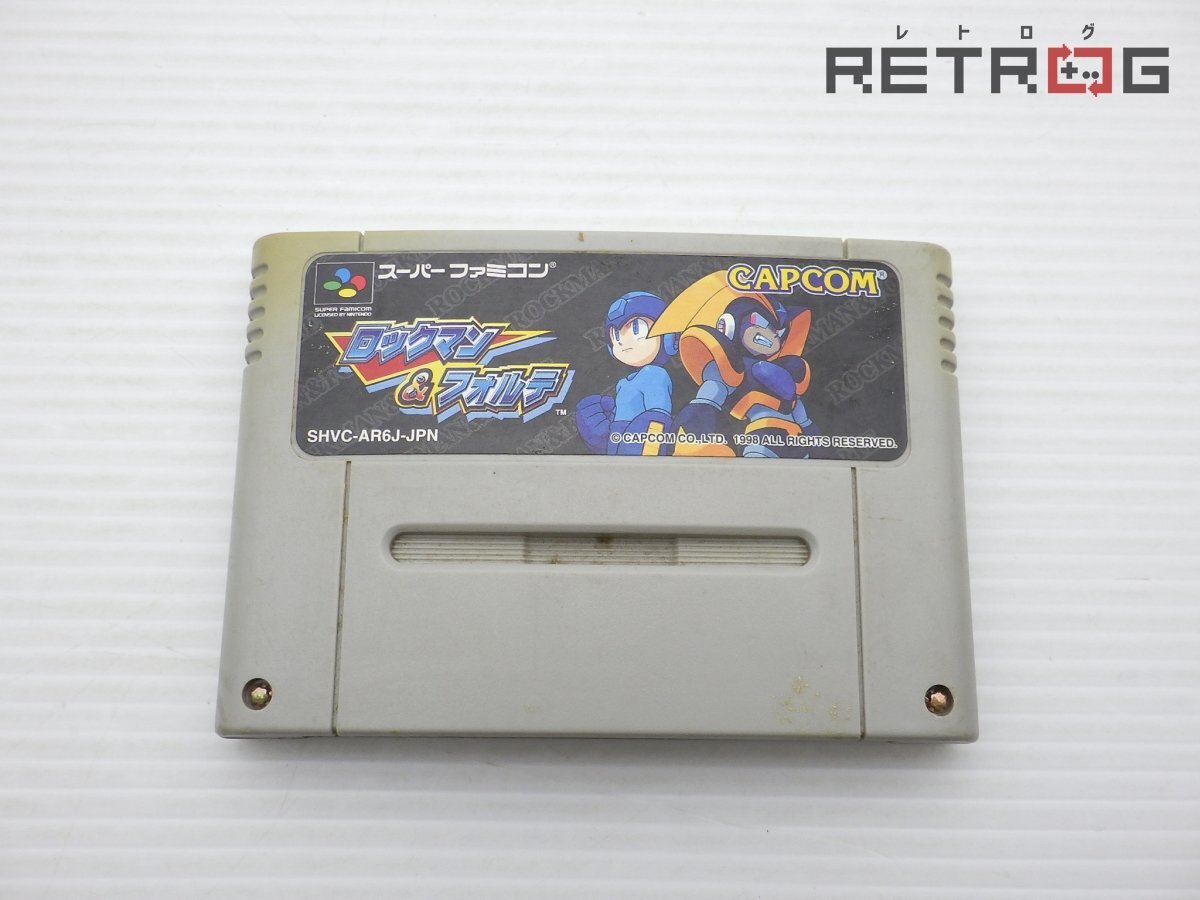 レトログ
RETROG
スーパーファミコン®
CAPCOM®
SUPER FAMICOM
LICENSED BY NINTENDO
ロックマン
&フォルテ™
SHVC-AR6J-JPN
© CAPCOM CO., LTD. 1998 ALL RIGHTS RESERVED.